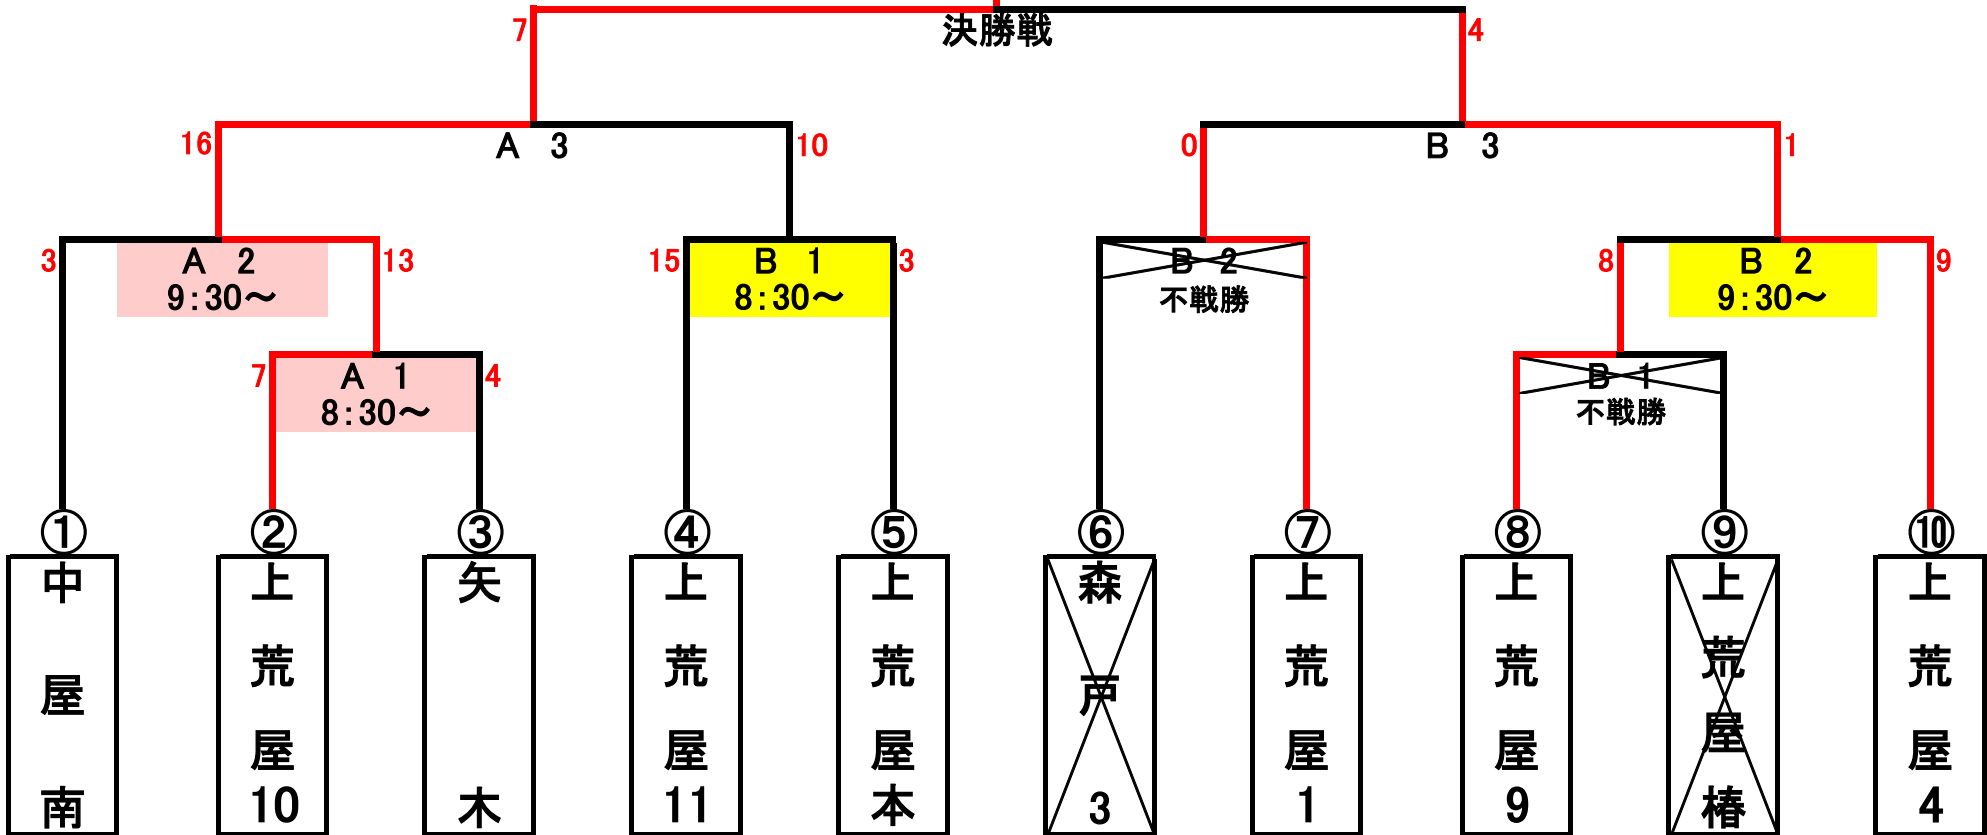 7
決勝戦
4
16
A 3
10
0
B 3
1
3
A 2
9:30～
13
15
B 1
8:30～
3
B 2
不戦勝
8
B 2
9:30～
9
7
A 1
8:30～
4
B 1
不戦勝
① 中屋南
② 上荒屋10
③ 矢木
④ 上荒屋11
⑤ 上荒屋本
⑥ 森戸3
⑦ 上荒屋1
⑧ 上荒屋9
⑨ 上荒屋椿
⑩ 上荒屋4